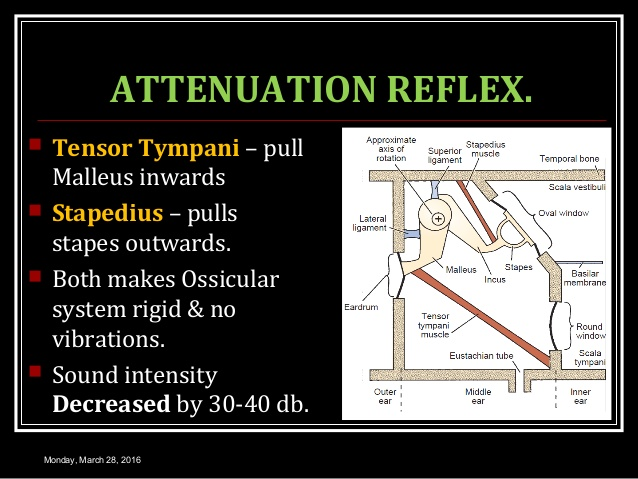 ATTENUATION REFLEX.
Tensor Tympani – pull
Malleus inwards
Stapedius – pulls
stapes outwards.
Both makes Ossicular
system rigid & no
vibrations.
Sound intensity
Decreased by 30-40 db.
Approximate
axis of
rotation
Superior
ligament
Stapedius
muscle
Temporal bone
Scala vestibuli
Oval window
Lateral
ligament
Malleus
Incus
Stapes
Basilar
membrane
Eardrum
Tensor
tympani
muscle
Round
window
Eustachian tube
Scala
tympani
Outer
ear
Middle
ear
Inner
ear
Monday, March 28, 2016